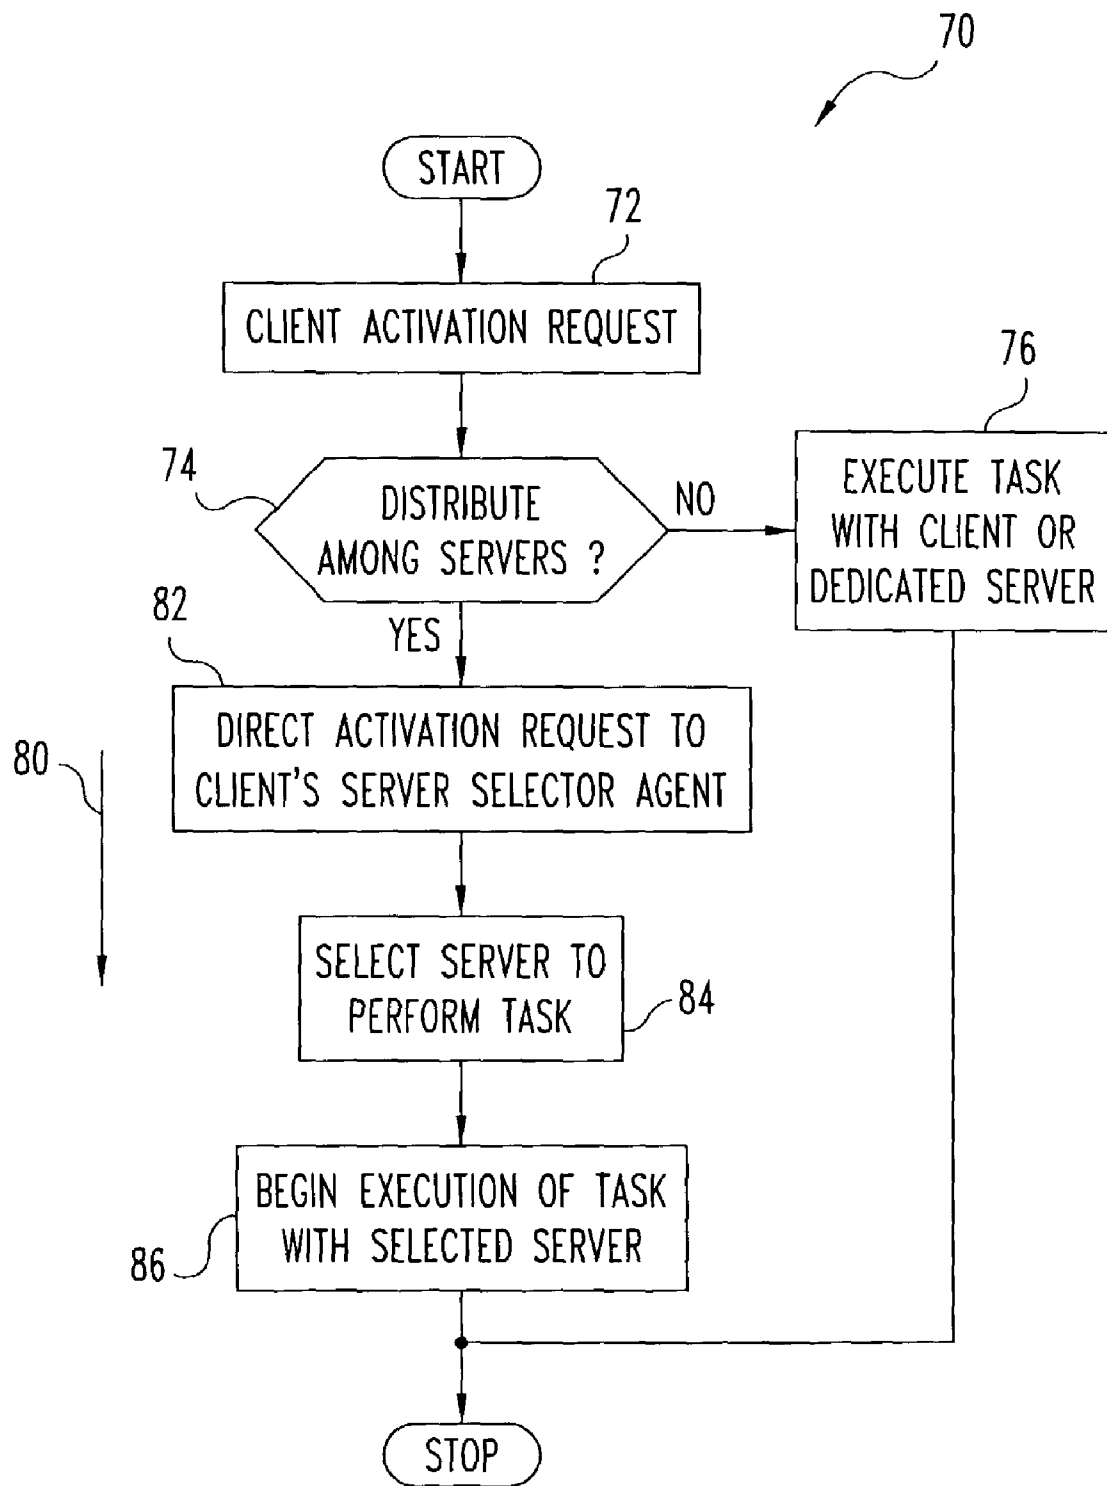 70
START
72
CLIENT ACTIVATION REQUEST
76
74
DISTRIBUTE
AMONG SERVERS ?
NO
EXECUTE TASK
WITH CLIENT OR
DEDICATED SERVER
YES
82
DIRECT ACTIVATION REQUEST TO
CLIENT'S SERVER SELECTOR AGENT
80
SELECT SERVER TO
PERFORM TASK
84
BEGIN EXECUTION OF TASK
WITH SELECTED SERVER
86
STOP